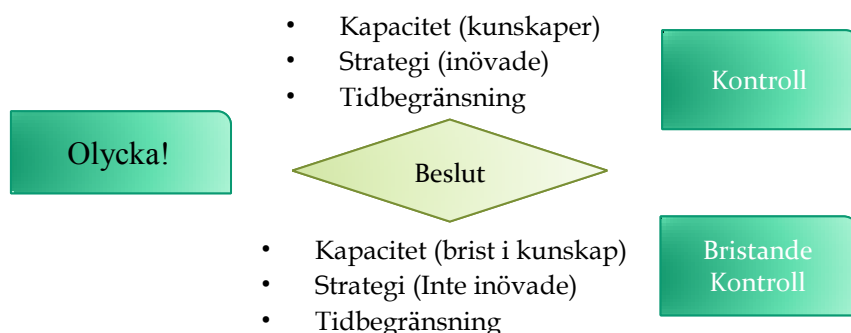 • Kapacitet (kunskaper)
• Strategi (inövade)
• Tidbegränsning
Kontroll
Olycka!
Beslut
• Kapacitet (brist i kunskap)
• Strategi (Inte inövade)
• Tidbegränsning
Bristande
Kontroll